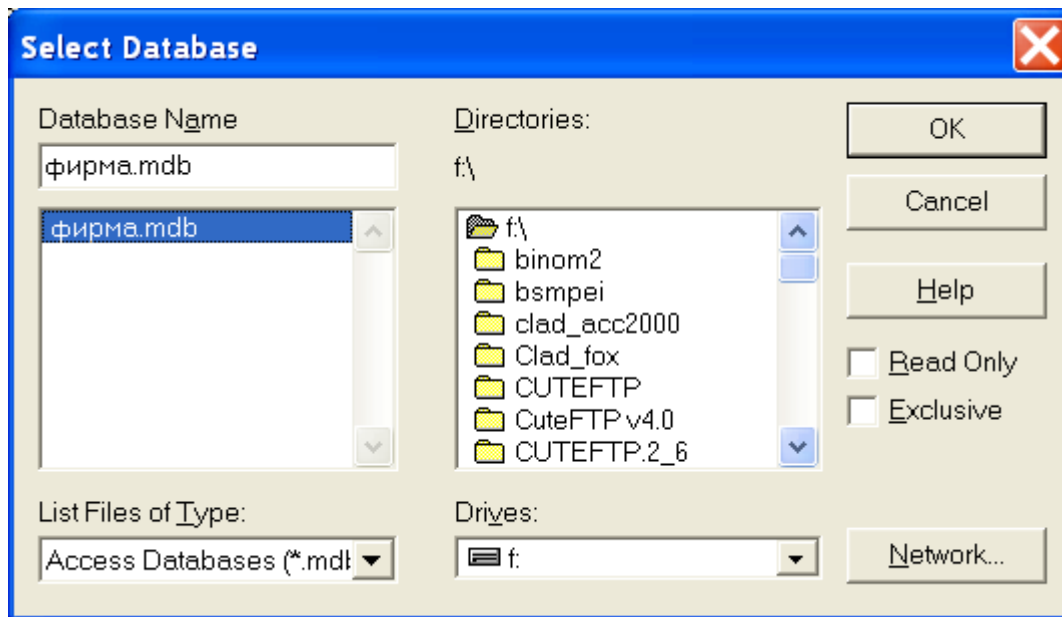 Select Database
Database Name
фирма.mdb
фирма.mdb
List Files of Type:
Access Databases (*.mdb
Directories:
f:\
f:\
binom2
bsmpei
clad_acc2000
Clad_fox
CUTEFTP
CuteFTP v4.0
CUTEFTP.2_6
Drives:
f:
OK
Cancel
Help
Read Only
Exclusive
Network...